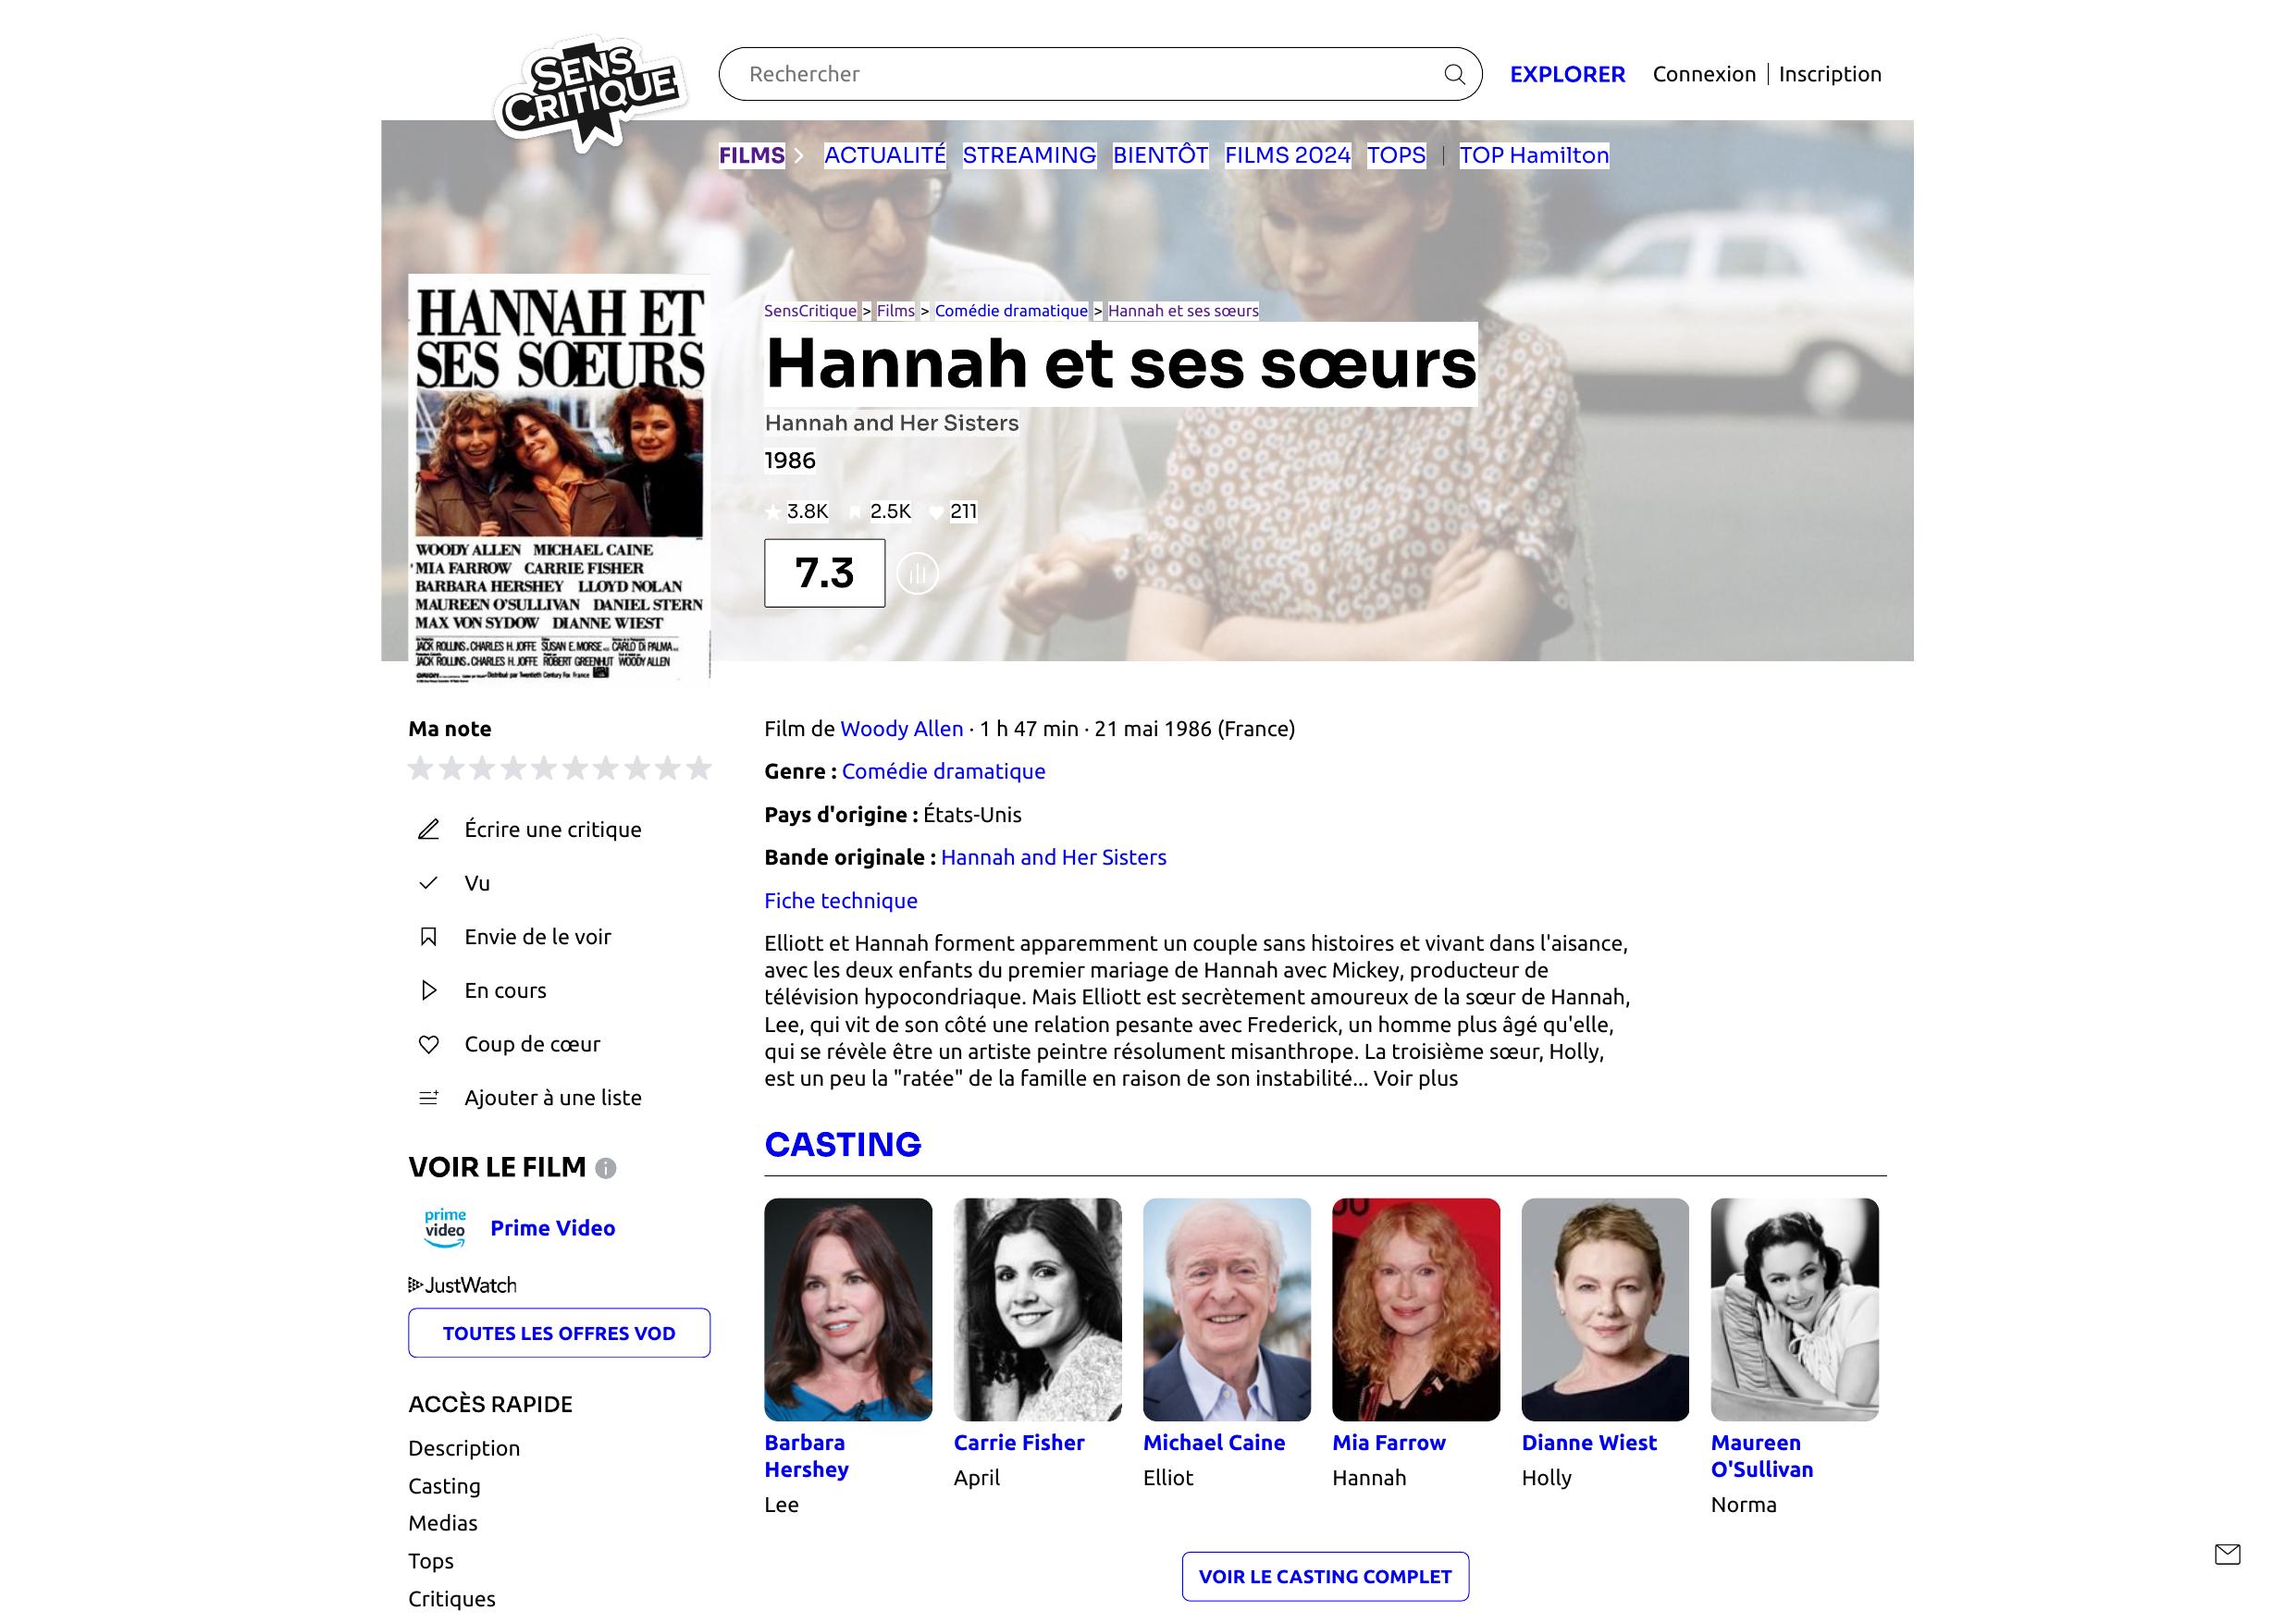 SENS
CRITIQUE
Rechercher
EXPLORER Connexion Inscription
FILMS ACTUALITÉ STREAMING BIENTÔT FILMS 2024 TOPS | TOP Hamilton
SensCritique > Films > Comédie dramatique > Hannah et ses sœurs
Hannah et ses sœurs
Hannah and Her Sisters
1986
3.8K 2.5K 211
7.3
HANNAH ET
SES SŒURS
WOODY ALLEN MICHAEL CAINE
MIA FARROW CARRIE FISHER
BARBARA HERSHEY LLOYD NOLAN
MAUREEN O'SULLIVAN DANIEL STERN
MAX VON SYDOW DIANNE WIEST
JACK ROLLINS. CHARLES H. JOFFE SUSAN E. MORSE CARLO DI PALMA
JACK ROLLINS. CHARLES H. JOFFE ROBERT GREENHUT WOODY ALLEN
Distribué par Twentieth Century Fox France
Ma note
Écrire une critique
Vu
Envie de le voir
En cours
Coup de cœur
Ajouter à une liste
VOIR LE FILM
prime
video
Prime Video
JustWatch
TOUTES LES OFFRES VOD
ACCÈS RAPIDE
Description
Casting
Medias
Tops
Critiques
Film de Woody Allen · 1 h 47 min · 21 mai 1986 (France)
Genre : Comédie dramatique
Pays d'origine : États-Unis
Bande originale : Hannah and Her Sisters
Fiche technique
Elliott et Hannah forment apparemment un couple sans histoires et vivant dans l'aisance,
avec les deux enfants du premier mariage de Hannah avec Mickey, producteur de
télévision hypocondriaque. Mais Elliott est secrètement amoureux de la sœur de Hannah,
Lee, qui vit de son côté une relation pesante avec Frederick, un homme plus âgé qu'elle,
qui se révèle être un artiste peintre résolument misanthrope. La troisième sœur, Holly,
est un peu la "ratée" de la famille en raison de son instabilité... Voir plus
CASTING
Barbara
Hershey
Lee
Carrie Fisher
April
Michael Caine
Elliot
Mia Farrow
Hannah
Dianne Wiest
Holly
Maureen
O'Sullivan
Norma
VOIR LE CASTING COMPLET